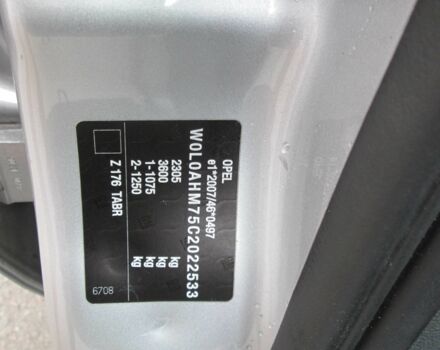 OPEL
e1*2007/46*0497
W0L0AHM75C2022533
2305 kg
3600 kg
1-1075 kg
2-1250 kg
Z 176 TABR
6708